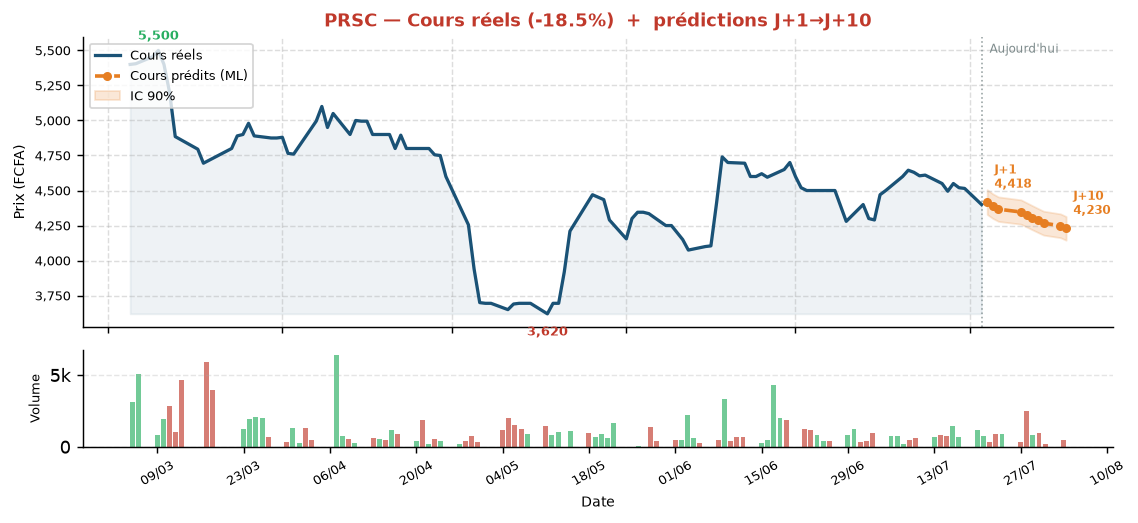 PRSC — Cours réels (-18.5%) + prédictions J+1→J+10
5,500
Cours réels
Cours prédits (ML)
IC 90%
Aujourd'hui
J+1
4,418
J+10
4,230
3,620
Prix (FCFA)
5,500
5,250
5,000
4,750
4,500
4,250
4,000
3,750
Volume
5k
0
09/03
23/03
06/04
20/04
04/05
18/05
01/06
15/06
29/06
13/07
27/07
10/08
Date